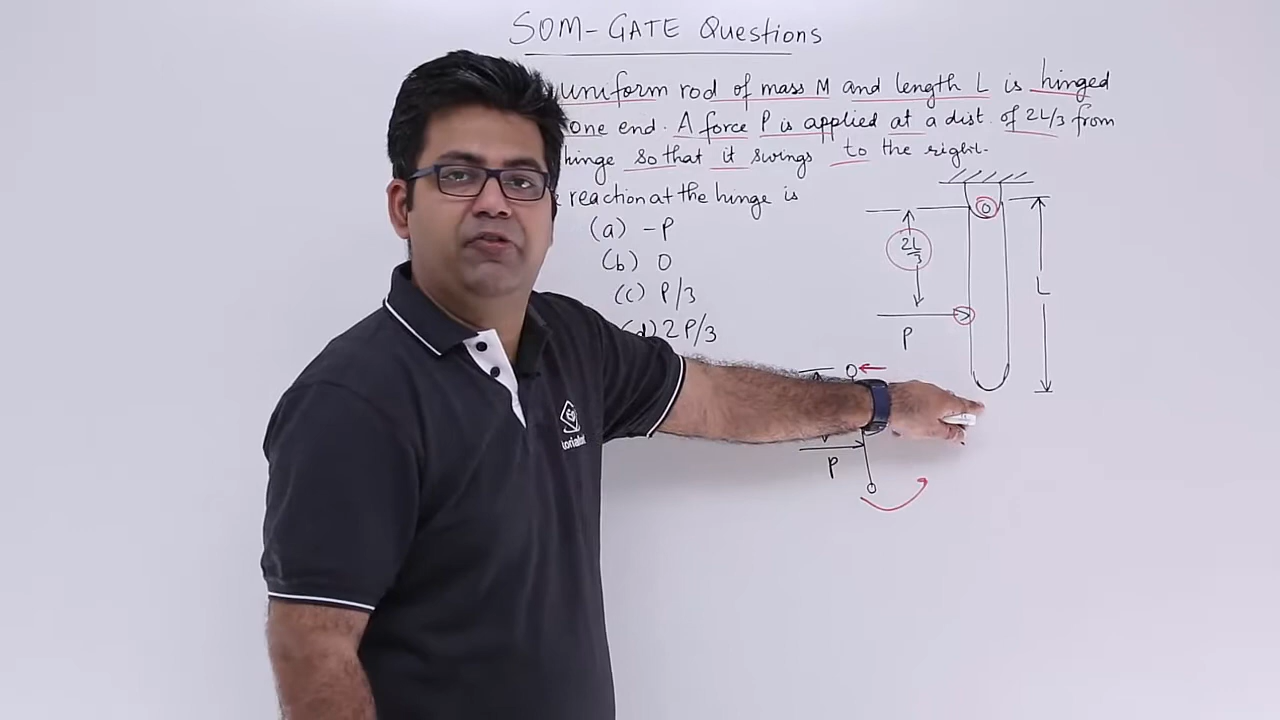 SOM-GATE Questions
uniform rod of mass M and length L is hinged
one end. A force P is applied at a dist. of 2L/3 from
hinge so that it swings to the right.
reaction at the hinge is
(a) -P
(b) 0
(c) P/3
(d) 2P/3
O
2L/3
L
P
P